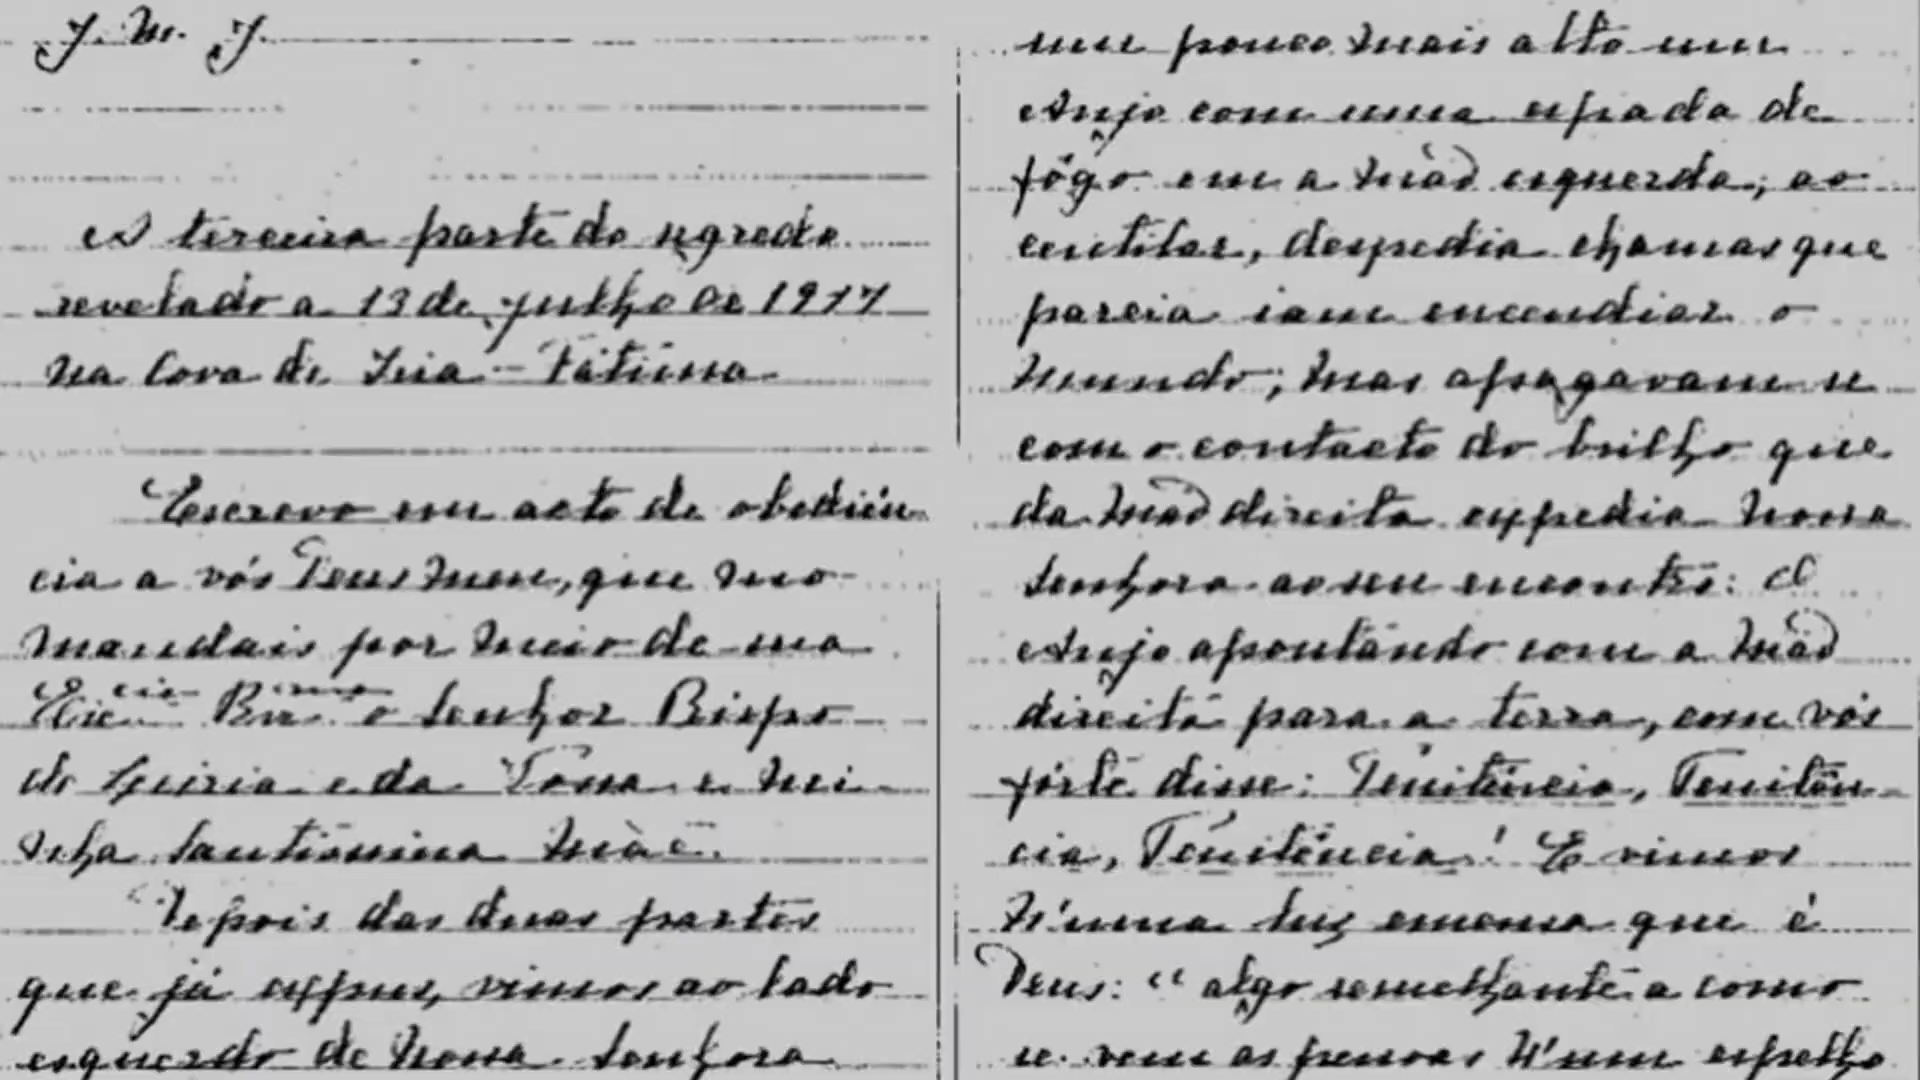 J. M. J.
A terceira parte do segredo
revelado a 13 de julho de 1917
na Cova da Iria - Fátima
Escrevo em acto de obediên
cia a vós Deus meu, que mo
mandais por meio de sua
Ex.cia Rev.ma o Senhor Bispo
de Leiria e da Vossa e mi
nha Santissima Mãe.
Depois das duas partes
que já expus, vimos ao lado
esquerdo de Nossa Senhora
um pouco mais alto um
Anjo com uma espada de
fôgo em a mão esquerda; ao
centilar, despedia chamas que
parecia iam encendiar o
mundo; mas apagavam-se
com o contacto do brilho que
da mão direita expedia Nossa
Senhora ao seu encontro: O
Anjo apontando com a mão
direita para a terra, com vós
forte disse: Penitência, Peniten-
cia, Penitência! E vimos
n'uma luz emensa que é
Deus: "algo semelhante a como
se vem as pessoas n'um espelho